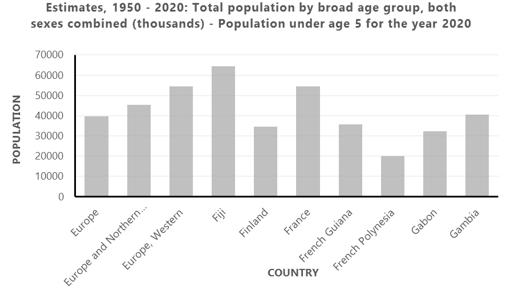 Estimates, 1950 - 2020: Total population by broad age group, both
sexes combined (thousands) - Population under age 5 for the year 2020
70000
60000
50000
40000
30000
20000
10000
0
POPULATION
Europe
Europe and Northern...
Europe, Western
Fiji
Finland
France
French Guiana
French Polynesia
Gabon
Gambia
COUNTRY